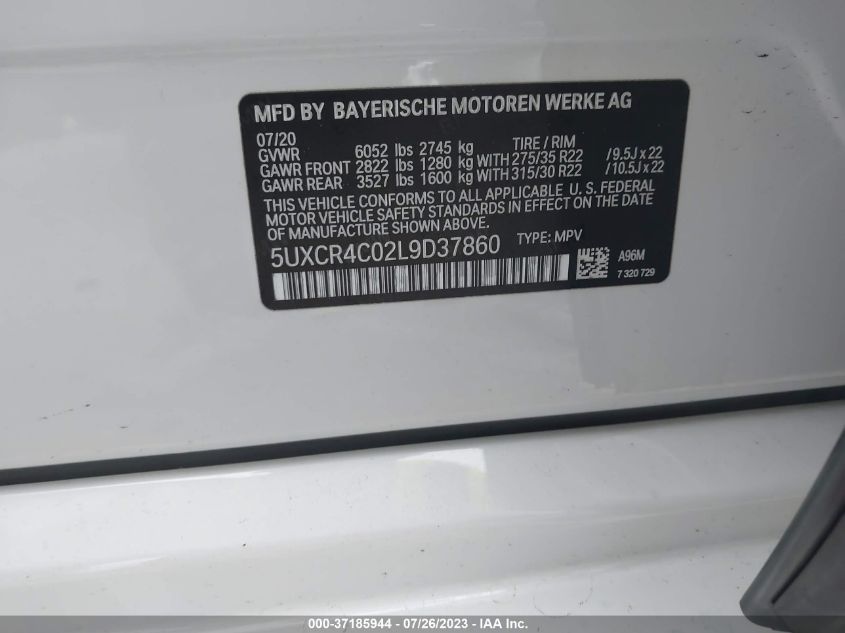 MFD BY BAYERISCHE MOTOREN WERKE AG
07/20
GVWR 6052 lbs 2745 kg TIRE / RIM
GAWR FRONT 2822 lbs 1280 kg WITH 275/35 R22 / 9.5J x 22
GAWR REAR 3527 lbs 1600 kg WITH 315/30 R22 / 10.5J x 22
THIS VEHICLE CONFORMS TO ALL APPLICABLE U. S. FEDERAL
MOTOR VEHICLE SAFETY STANDARDS IN EFFECT ON THE DATE
OF MANUFACTURE SHOWN ABOVE.
5UXCR4C02L9D37860 TYPE: MPV
A96M
7 320 729
000-37185944 - 07/26/2023 - IAA Inc.